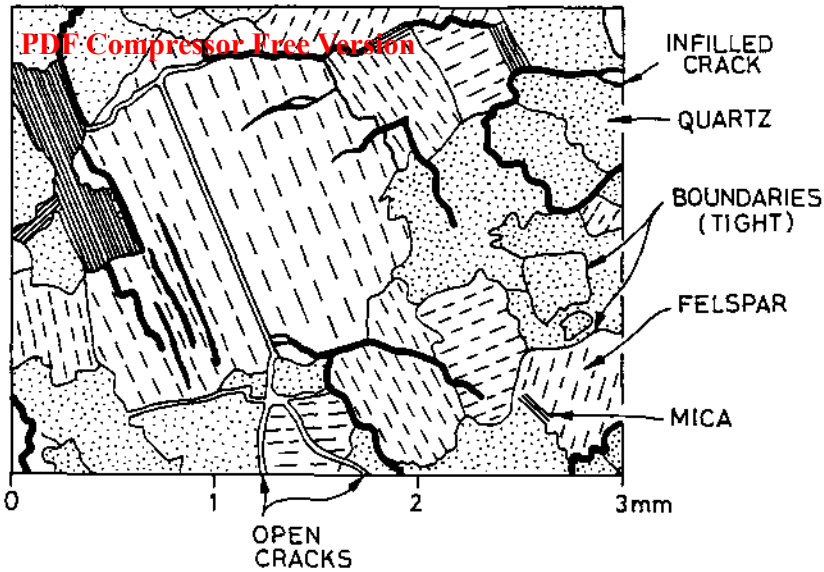 PDF Compressor Free Version
INFILLED
CRACK
QUARTZ
BOUNDARIES
(TIGHT)
FELSPAR
MICA
0 1 2 3mm
OPEN
CRACKS